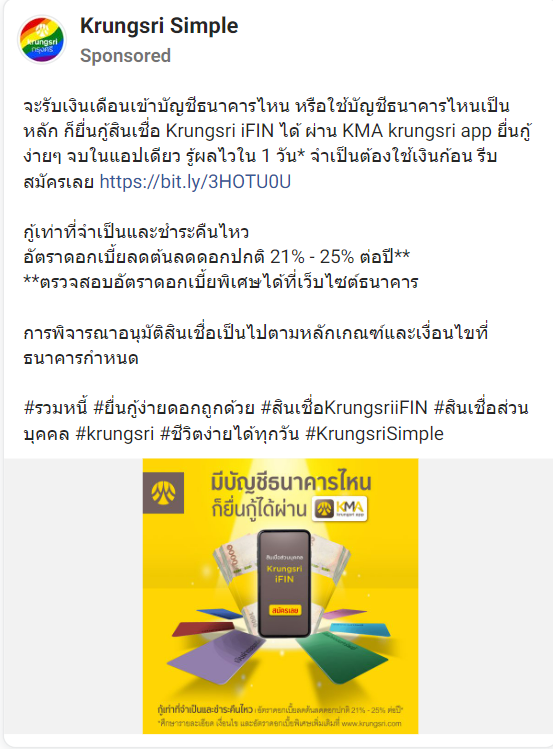 Krungsri Simple
Sponsored
krungsri
กรุงศรี
จะรับเงินเดือนเข้าบัญชีธนาคารไหน หรือใช้บัญชีธนาคารไหนเป็น
หลัก ก็ยื่นกู้สินเชื่อ Krungsri iFIN ได้ ผ่าน KMA krungsri app ยื่นกู้
ง่ายๆ จบในแอปเดียว รู้ผลไวใน 1 วัน* จำเป็นต้องใช้เงินก้อน รีบ
สมัครเลย https://bit.ly/3HOTU0U
กู้เท่าที่จำเป็นและชำระคืนไหว
อัตราดอกเบี้ยลดต้นลดดอกปกติ 21% - 25% ต่อปี**
**ตรวจสอบอัตราดอกเบี้ยพิเศษได้ที่เว็บไซต์ธนาคาร
การพิจารณาอนุมัติสินเชื่อเป็นไปตามหลักเกณฑ์และเงื่อนไขที่
ธนาคารกำหนด
#รวมหนี้ #ยื่นกู้ง่ายดอกถูกด้วย #สินเชื่อKrungsriiFIN #สินเชื่อส่วน
บุคคล #krungsri #ชีวิตง่ายได้ทุกวัน #KrungsriSimple
มีบัญชีธนาคารไหน
ก็ยื่นกู้ได้ผ่าน KMA
krungsri app
สินเชื่อส่วนบุคคล
Krungsri
iFIN
สมัครเลย
กู้เท่าที่จำเป็นและชำระคืนไหว | อัตราดอกเบี้ยลดต้นลดดอกปกติ 21% - 25% ต่อปี*
*ศึกษารายละเอียด เงื่อนไข และอัตราดอกเบี้ยพิเศษเพิ่มเติมที่ www.krungsri.com